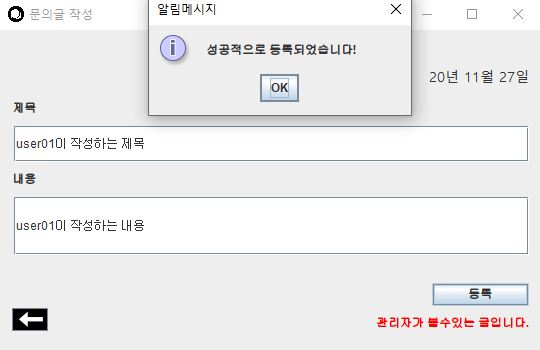 문의글 작성
알림메시지
성공적으로 등록되었습니다!
OK
20년 11월 27일
제목
user01이 작성하는 제목
내용
user01이 작성하는 내용
등록
관리자가 볼수있는 글입니다.